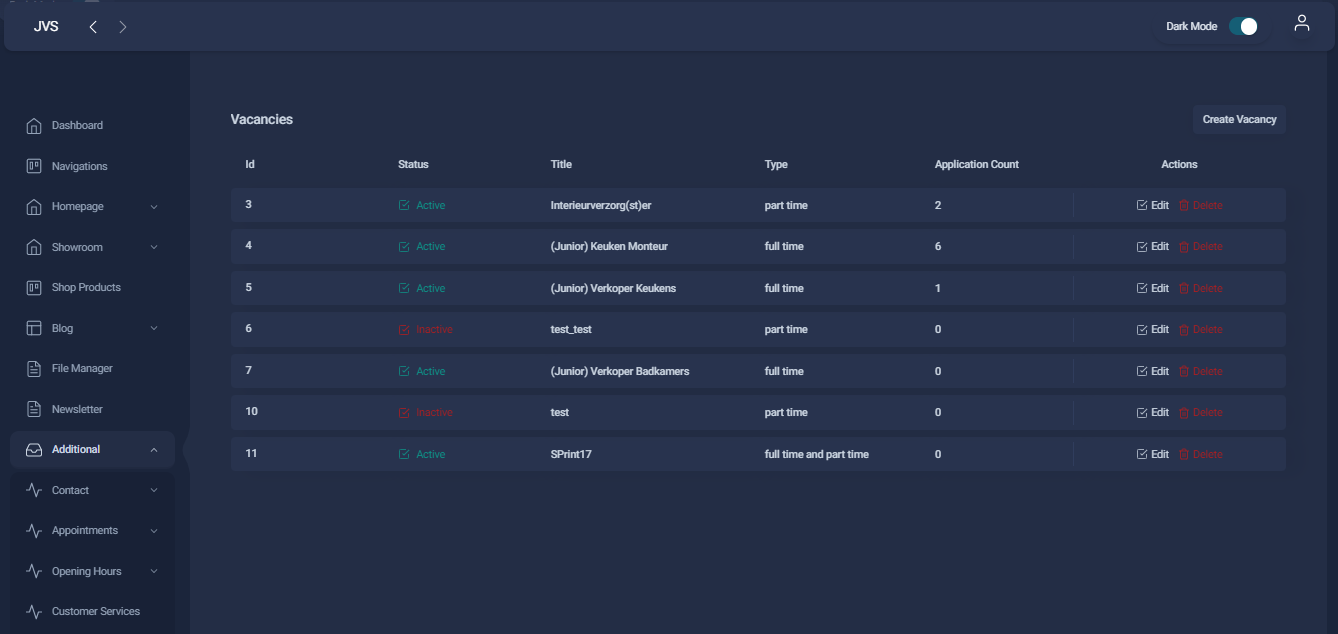 JVS
Dark Mode
Dashboard
Navigations
Homepage
Showroom
Shop Products
Blog
File Manager
Newsletter
Additional
Contact
Appointments
Opening Hours
Customer Services
Vacancies
Create Vacancy
Id Status Title Type Application Count Actions
3 Active Interieurverzorg(st)er part time 2 Edit Delete
4 Active (Junior) Keuken Monteur full time 6 Edit Delete
5 Active (Junior) Verkoper Keukens full time 1 Edit Delete
6 Inactive test_test part time 0 Edit Delete
7 Active (Junior) Verkoper Badkamers full time 0 Edit Delete
10 Inactive test part time 0 Edit Delete
11 Active SPrint17 full time and part time 0 Edit Delete